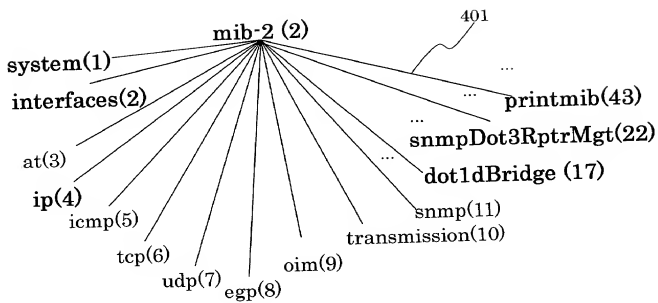 401
mib-2 (2)
system(1)
interfaces(2)
at(3)
ip(4)
icmp(5)
tcp(6)
udp(7)
egp(8)
oim(9)
transmission(10)
snmp(11)
...
dot1dBridge (17)
...
snmpDot3RptrMgt(22)
...
printmib(43)
...